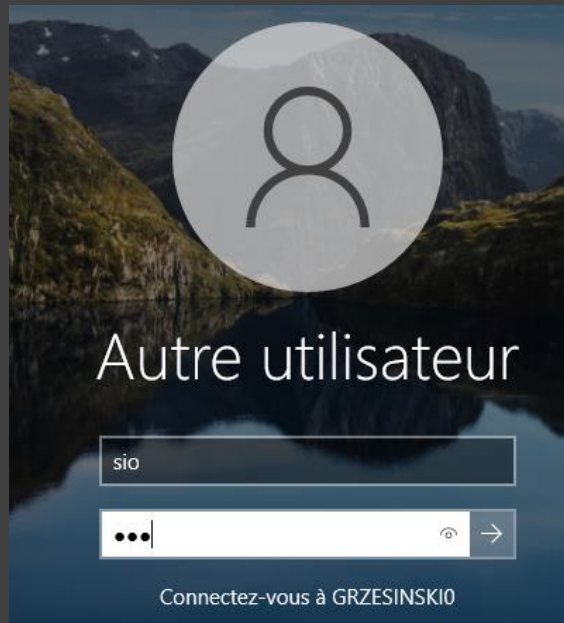 Autre utilisateur
sio
•••
Connectez-vous à GRZESINSKI0